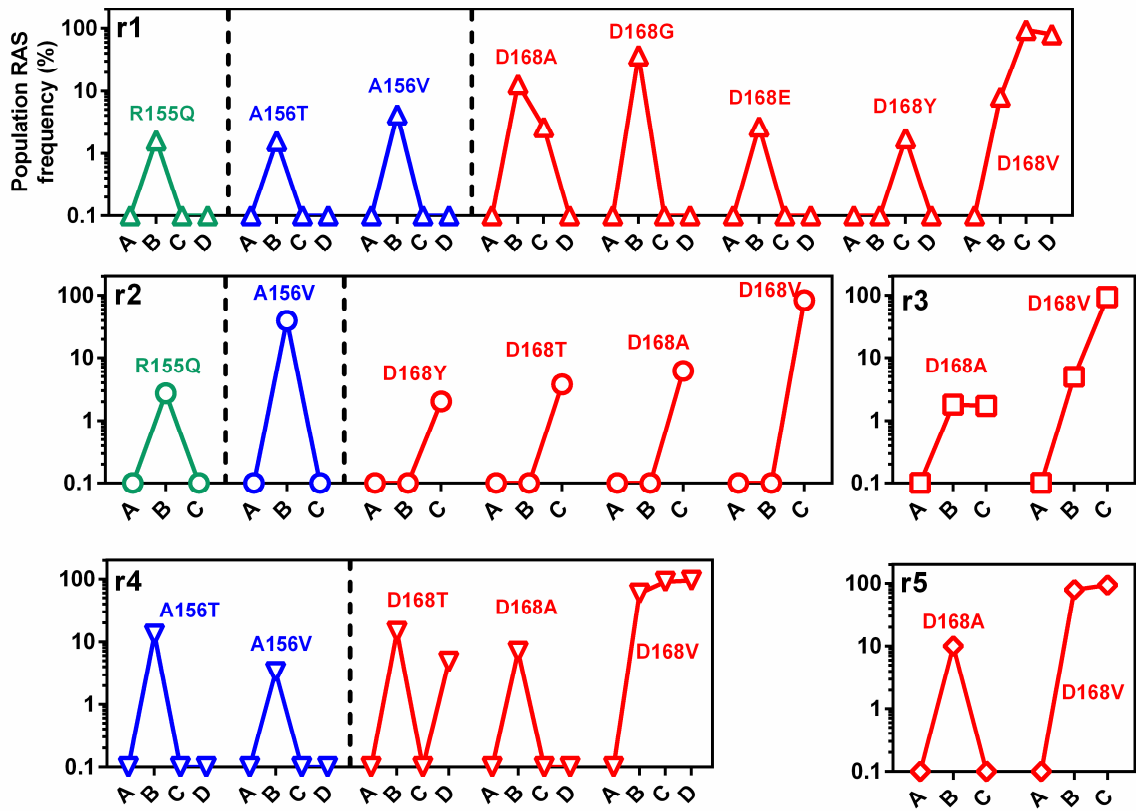 Population RAS
frequency (%)
r1
100
10
1
0.1
R155Q
A156T
A156V
D168A
D168G
D168E
D168Y
D168V
A B C D A B C D A B C D A B C D A B C D A B C D A B C D A B C D
r2
100
10
1
0.1
R155Q
A156V
D168Y
D168T
D168A
D168V
A B C A B C A B C A B C A B C A B C
r3
100
10
1
0.1
D168A
D168V
A B C A B C
r4
100
10
1
0.1
A156T
A156V
D168T
D168A
D168V
A B C D A B C D A B C D A B C D A B C D
r5
100
10
1
0.1
D168A
D168V
A B C A B C